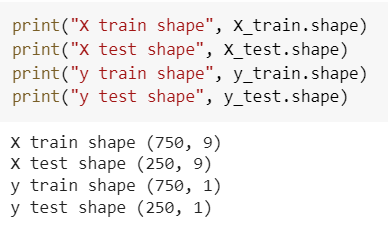 print("X train shape", X_train.shape)
print("X test shape", X_test.shape)
print("y train shape", y_train.shape)
print("y test shape", y_test.shape)
X train shape (750, 9)
X test shape (250, 9)
y train shape (750, 1)
y test shape (250, 1)